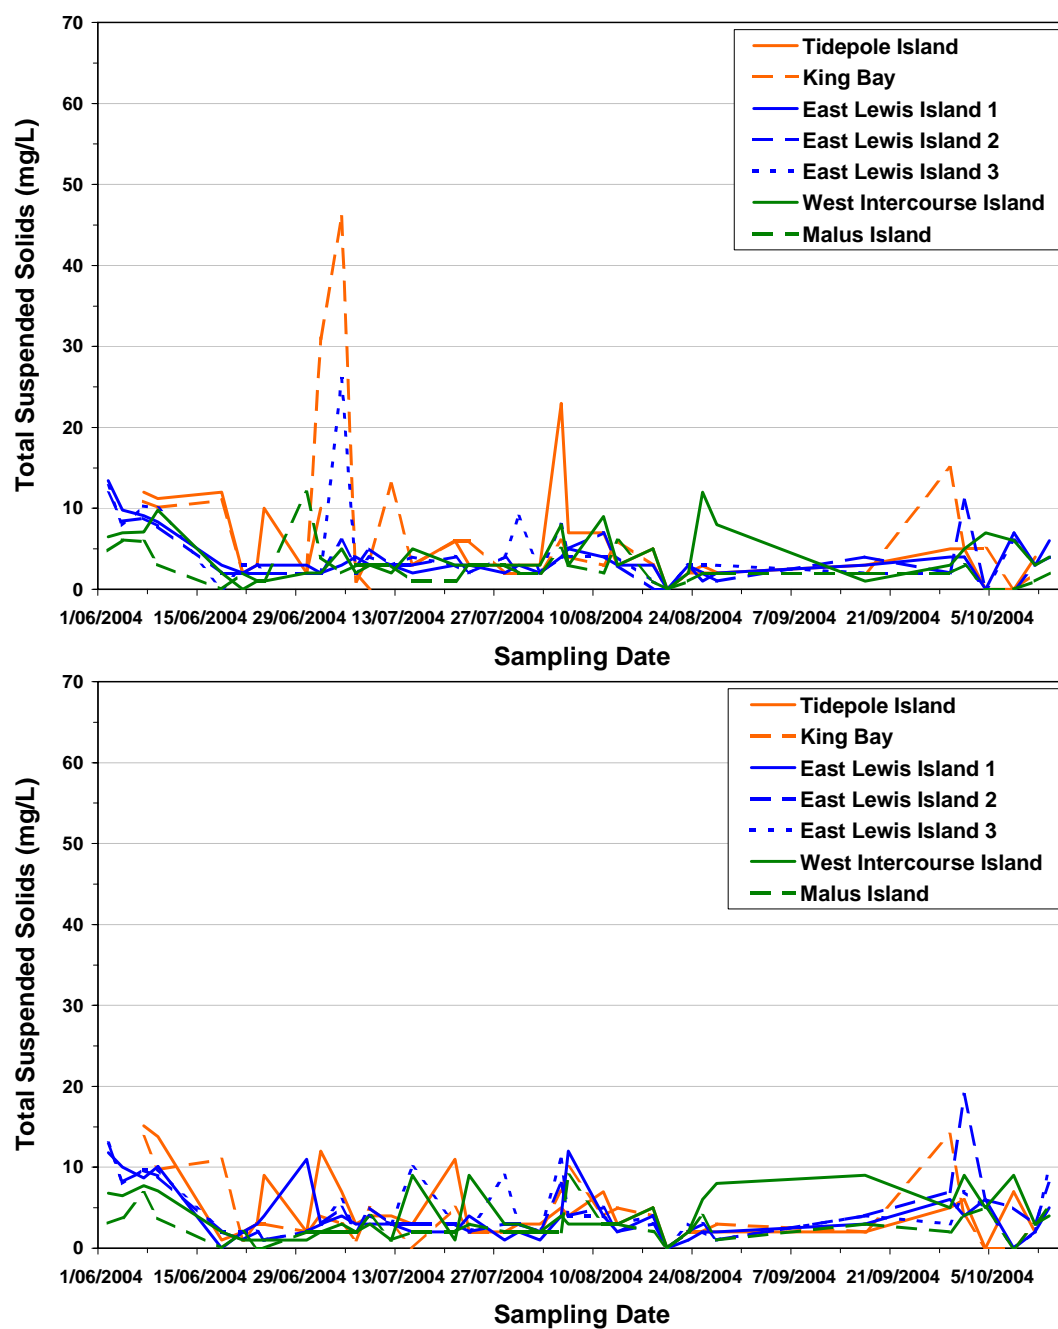 70
60
50
40
30
20
10
0
Total Suspended Solids (mg/L)
Tidepole Island
King Bay
East Lewis Island 1
East Lewis Island 2
East Lewis Island 3
West Intercourse Island
Malus Island
1/06/2004 15/06/2004 29/06/2004 13/07/2004 27/07/2004 10/08/2004 24/08/2004 7/09/2004 21/09/2004 5/10/2004
Sampling Date
70
60
50
40
30
20
10
0
Total Suspended Solids (mg/L)
Tidepole Island
King Bay
East Lewis Island 1
East Lewis Island 2
East Lewis Island 3
West Intercourse Island
Malus Island
1/06/2004 15/06/2004 29/06/2004 13/07/2004 27/07/2004 10/08/2004 24/08/2004 7/09/2004 21/09/2004 5/10/2004
Sampling Date